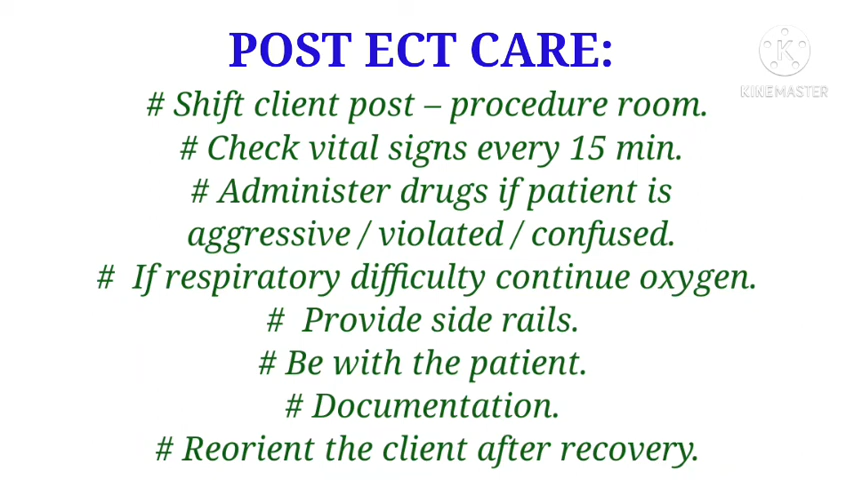 POST ECT CARE:
K
KINEMASTER
# Shift client post – procedure room.
# Check vital signs every 15 min.
# Administer drugs if patient is
aggressive / violated / confused.
# If respiratory difficulty continue oxygen.
# Provide side rails.
# Be with the patient.
# Documentation.
# Reorient the client after recovery.